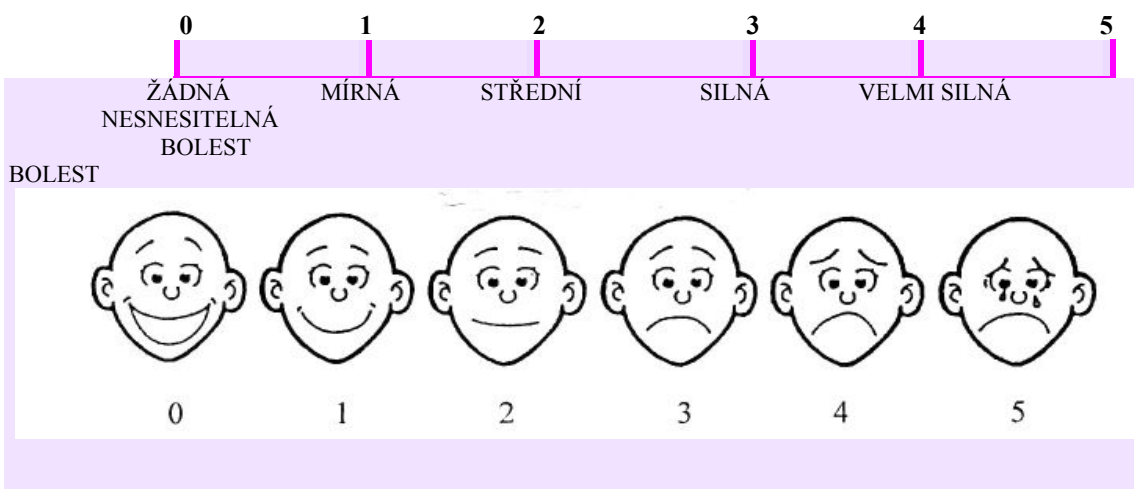 0 1 2 3 4 5
ŽÁDNÁ MÍRNÁ STŘEDNÍ SILNÁ VELMI SILNÁ
NESNESITELNÁ
BOLEST
BOLEST
0 1 2 3 4 5